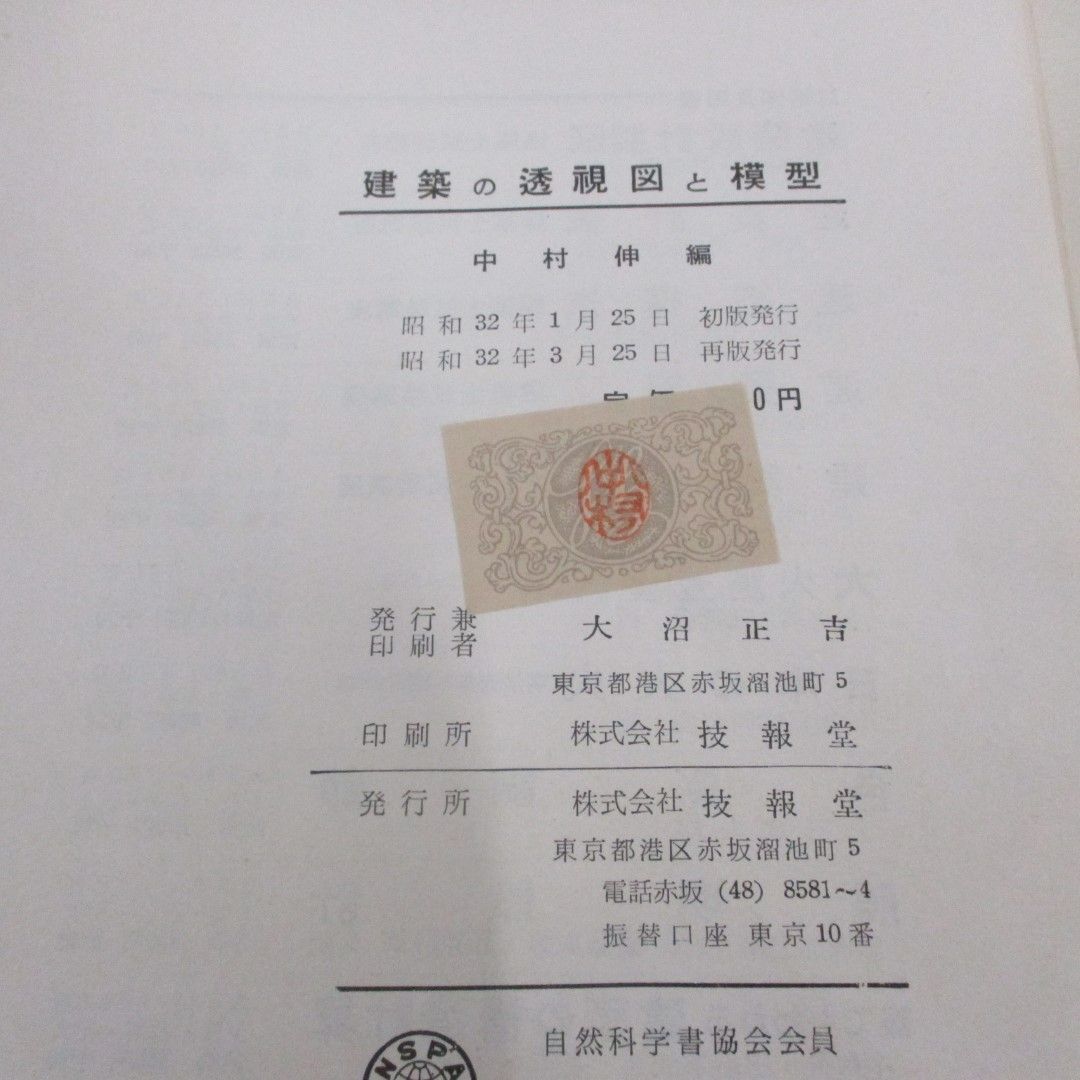 建築の透視図と模型
中村伸編
昭和32年1月25日 初版発行
昭和32年3月25日 再版発行
0円
中村
発行兼
印刷者 大沼正吉
東京都港区赤坂溜池町5
印刷所 株式会社 技報堂
発行所 株式会社 技報堂
東京都港区赤坂溜池町5
電話赤坂 (48) 8581~4
振替口座 東京10番
自然科学書協会会員
NSPA